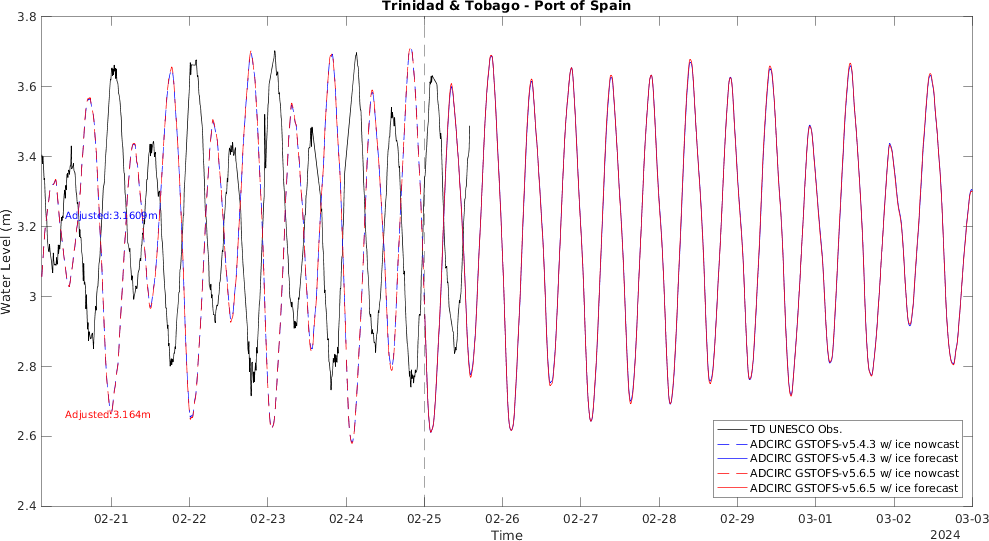 Trinidad & Tobago - Port of Spain
3.8
3.6
3.4
3.2
3
2.8
2.6
2.4
Water Level (m)
Adjusted:3.1609m
Adjusted:3.164m
TD UNESCO Obs.
ADCIRC GSTOFS-v5.4.3 w/ ice nowcast
ADCIRC GSTOFS-v5.4.3 w/ ice forecast
ADCIRC GSTOFS-v5.6.5 w/ ice nowcast
ADCIRC GSTOFS-v5.6.5 w/ ice forecast
02-21 02-22 02-23 02-24 02-25 02-26 02-27 02-28 02-29 03-01 03-02 03-03
Time
2024